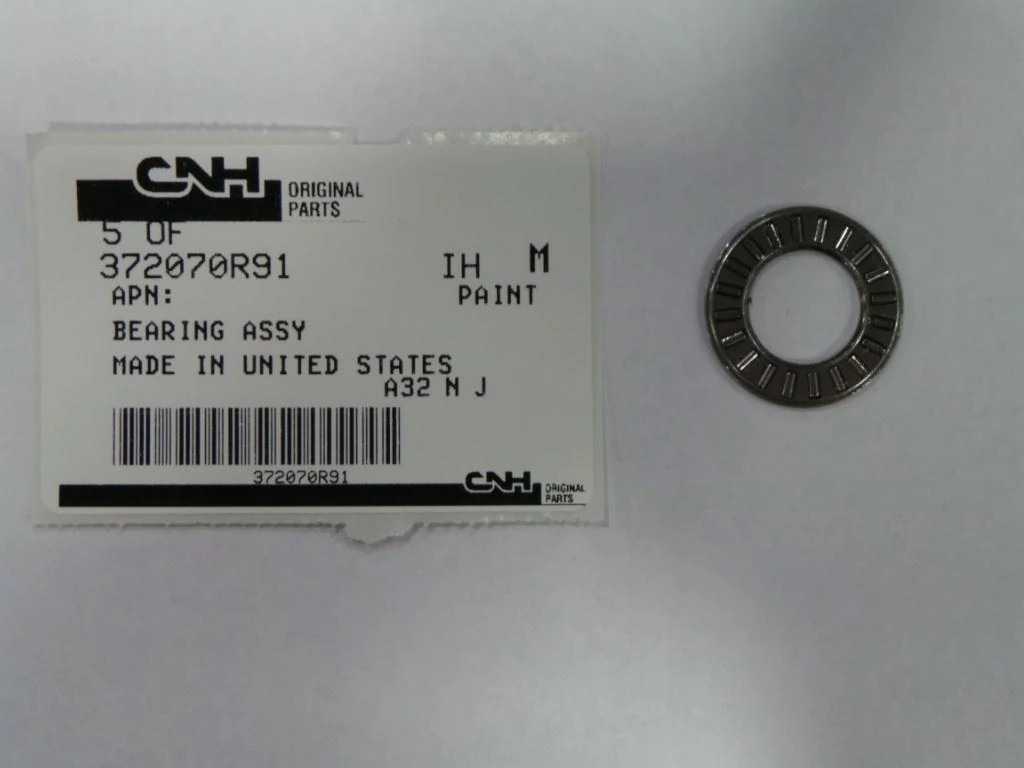 CNH ORIGINAL
PARTS
5 OF
372070R91 IH M
APN: PAINT
BEARING ASSY
MADE IN UNITED STATES
A32 N J
372070R91
CNH ORIGINAL
PARTS